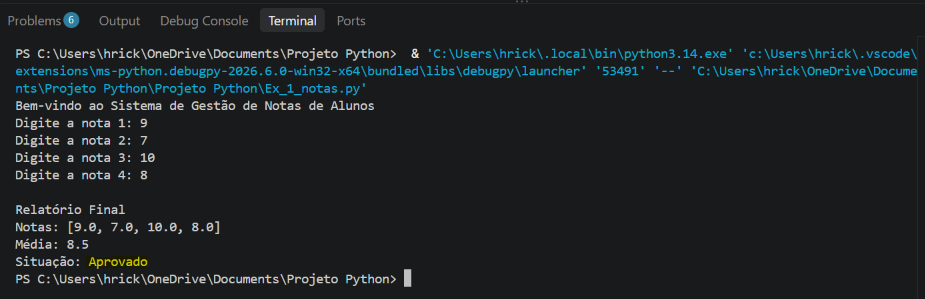 Problems 6 Output Debug Console Terminal Ports
PS C:\Users\hrick\OneDrive\Documents\Projeto Python>  & 'C:\Users\hrick\.local\bin\python3.14.exe' 'c:\Users\hrick\.vscode\
extensions\ms-python.debugpy-2026.6.0-win32-x64\bundled\libs\debugpy\launcher' '53491' '--' 'C:\Users\hrick\OneDrive\Docume
nts\Projeto Python\Projeto Python\Ex_1_notas.py'
Bem-vindo ao Sistema de Gestão de Notas de Alunos
Digite a nota 1: 9
Digite a nota 2: 7
Digite a nota 3: 10
Digite a nota 4: 8
Relatório Final
Notas: [9.0, 7.0, 10.0, 8.0]
Média: 8.5
Situação: Aprovado
PS C:\Users\hrick\OneDrive\Documents\Projeto Python>